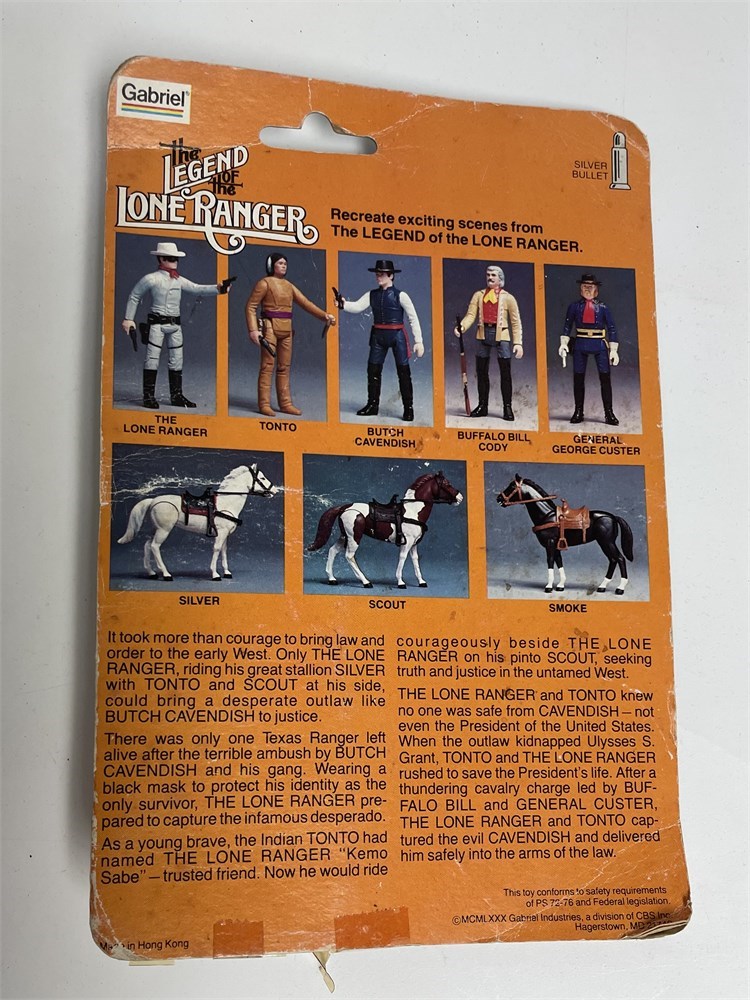 Gabriel®
The
LEGEND
OF
The
LONE RANGER
SILVER
BULLET
Recreate exciting scenes from
The LEGEND of the LONE RANGER.
THE
LONE RANGER
TONTO
BUTCH
CAVENDISH
BUFFALO BILL
CODY
GENERAL
GEORGE CUSTER
SILVER
SCOUT
SMOKE
It took more than courage to bring law and
order to the early West. Only THE LONE
RANGER, riding his great stallion SILVER
with TONTO and SCOUT at his side,
could bring a desperate outlaw like
BUTCH CAVENDISH to justice.
There was only one Texas Ranger left
alive after the terrible ambush by BUTCH
CAVENDISH and his gang. Wearing a
black mask to protect his identity as the
only survivor, THE LONE RANGER pre-
pared to capture the infamous desperado.
As a young brave, the Indian TONTO had
named THE LONE RANGER "Kemo
Sabe"—trusted friend. Now he would ride
courageously beside THE LONE
RANGER on his pinto SCOUT, seeking
truth and justice in the untamed West.
THE LONE RANGER and TONTO knew
no one was safe from CAVENDISH—not
even the President of the United States.
When the outlaw kidnapped Ulysses S.
Grant, TONTO and THE LONE RANGER
rushed to save the President's life. After a
thundering cavalry charge led by BUF-
FALO BILL and GENERAL CUSTER,
THE LONE RANGER and TONTO cap-
tured the evil CAVENDISH and delivered
him safely into the arms of the law.
This toy conforms to safety requirements
of PS 72-76 and Federal legislation.
©MCMLXXX Gabriel Industries, a division of CBS Inc.
Hagerstown, MD
Made in Hong Kong